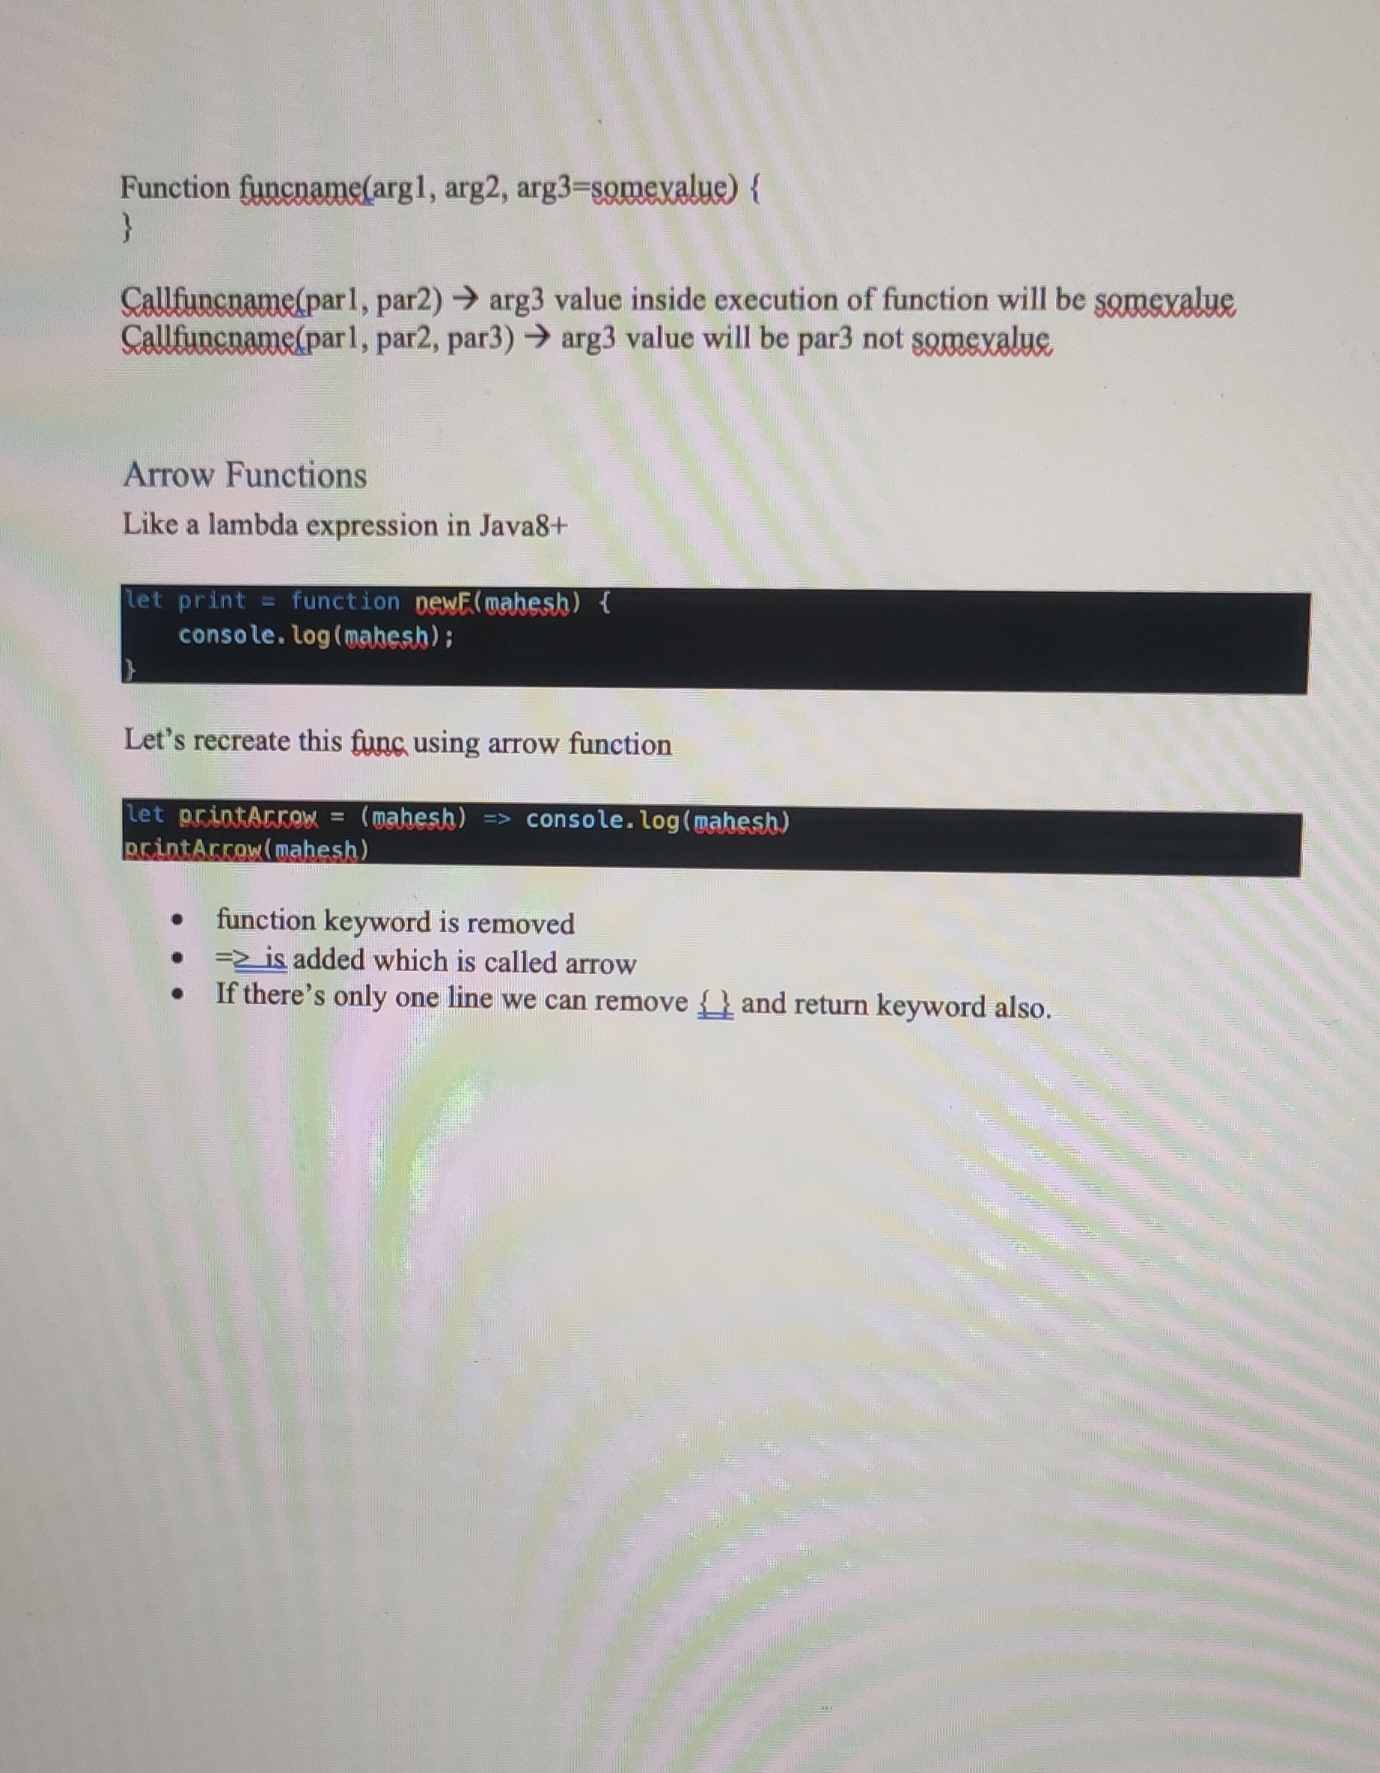 Function funcname(arg1, arg2, arg3=somevalue) {
}
Callfuncname(par1, par2) → arg3 value inside execution of function will be somevalue
Callfuncname(par1, par2, par3) → arg3 value will be par3 not somevalue
Arrow Functions
Like a lambda expression in Java8+
let print = function newF(mahesh) {
    console.log(mahesh);
}
Let’s recreate this func using arrow function
let printArrow = (mahesh) => console.log(mahesh)
printArrow(mahesh)
• function keyword is removed
• => is added which is called arrow
• If there’s only one line we can remove { } and return keyword also.